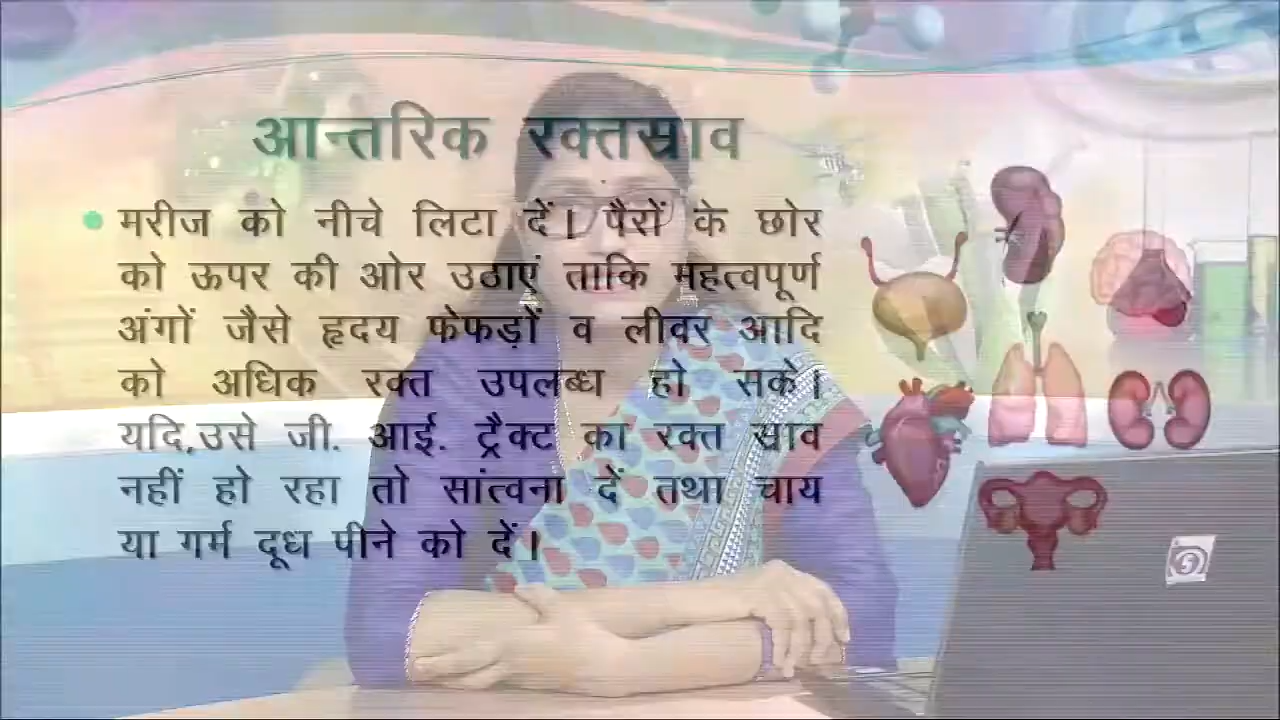 आन्तरिक रक्तस्राव
मरीज को नीचे लिटा दें। पैरों के छोर
को ऊपर की ओर उठाएं ताकि महत्वपूर्ण
अंगों जैसे हृदय फेफड़ों व लीवर आदि
को अधिक रक्त उपलब्ध हो सके।
यदि,उसे जी. आई. ट्रैक्ट का रक्त स्राव
नहीं हो रहा तो सांत्वना दें तथा चाय
या गर्म दूध पीने को दें।